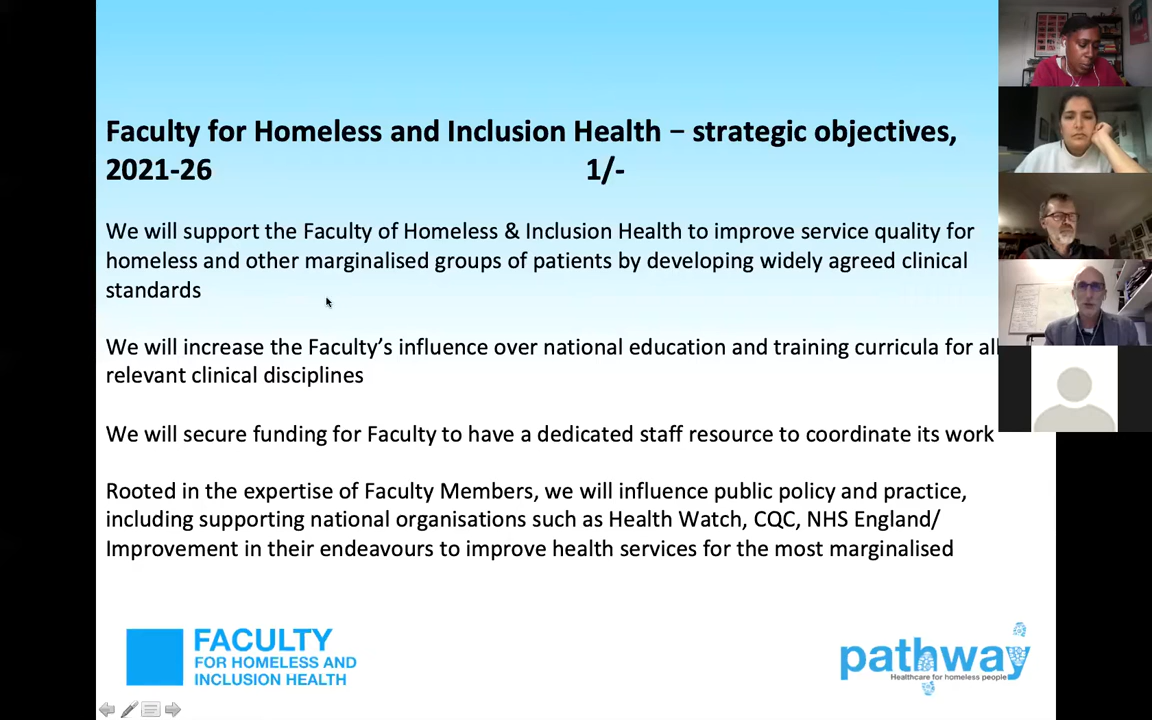 Faculty for Homeless and Inclusion Health – strategic objectives,
2021-26 1/-
We will support the Faculty of Homeless & Inclusion Health to improve service quality for
homeless and other marginalised groups of patients by developing widely agreed clinical
standards
We will increase the Faculty’s influence over national education and training curricula for all
relevant clinical disciplines
We will secure funding for Faculty to have a dedicated staff resource to coordinate its work
Rooted in the expertise of Faculty Members, we will influence public policy and practice,
including supporting national organisations such as Health Watch, CQC, NHS England/
Improvement in their endeavours to improve health services for the most marginalised
FACULTY
FOR HOMELESS AND
INCLUSION HEALTH
pathway
Healthcare for homeless people